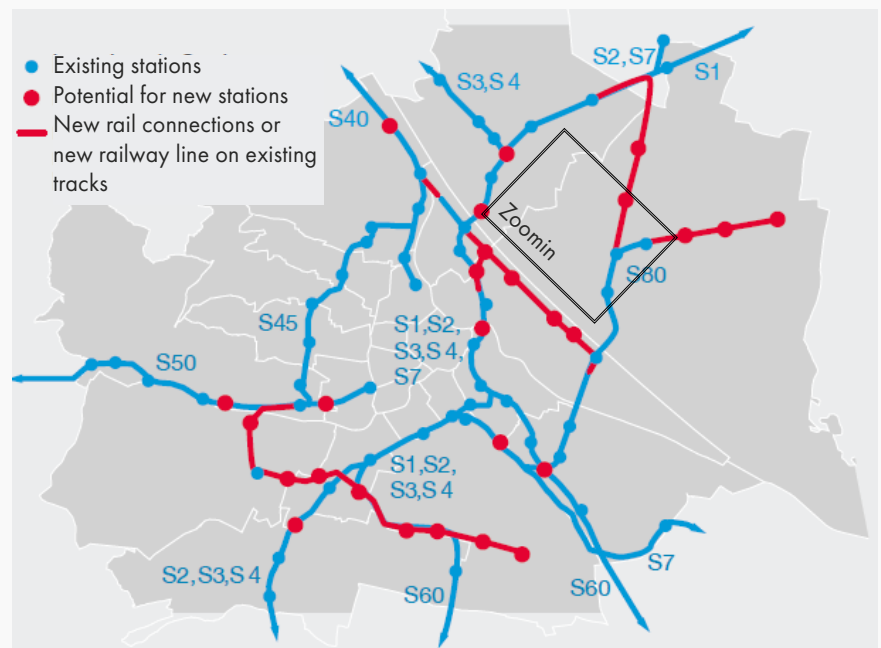 Existing stations
Potential for new stations
New rail connections or
new railway line on existing
tracks
S2,S7
S1
S3,S 4
S40
Zoomin
S80
S45
S1,S2,
S3,S 4,
S7
S50
S1,S2,
S3,S 4
S7
S2,S3,S 4
S60
S60